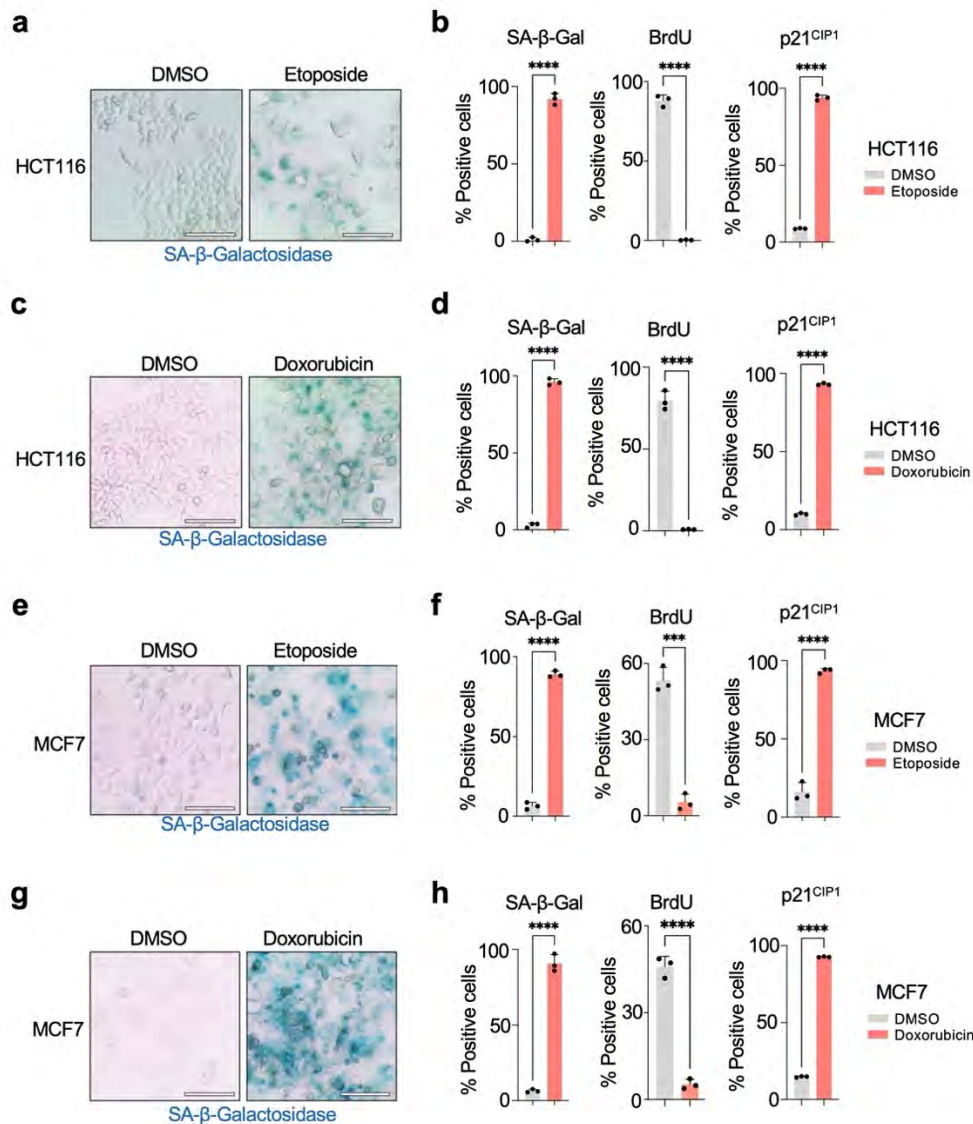 a
DMSO Etoposide
HCT116
SA-β-Galactosidase
b
SA-β-Gal BrdU p21CIP1
**** **** ****
% Positive cells % Positive cells % Positive cells
100 100 100
50 50 50
0 0 0
HCT116
DMSO
Etoposide
c
DMSO Doxorubicin
HCT116
SA-β-Galactosidase
d
SA-β-Gal BrdU p21CIP1
**** **** ****
% Positive cells % Positive cells % Positive cells
100 80 100
50 40 50
0 0 0
HCT116
DMSO
Doxorubicin
e
DMSO Etoposide
MCF7
SA-β-Galactosidase
f
SA-β-Gal BrdU p21CIP1
**** *** ****
% Positive cells % Positive cells % Positive cells
100 60 100
50 30 50
0 0 0
MCF7
DMSO
Etoposide
g
DMSO Doxorubicin
MCF7
SA-β-Galactosidase
h
SA-β-Gal BrdU p21CIP1
**** **** ****
% Positive cells % Positive cells % Positive cells
100 60 100
50 30 50
0 0 0
MCF7
DMSO
Doxorubicin